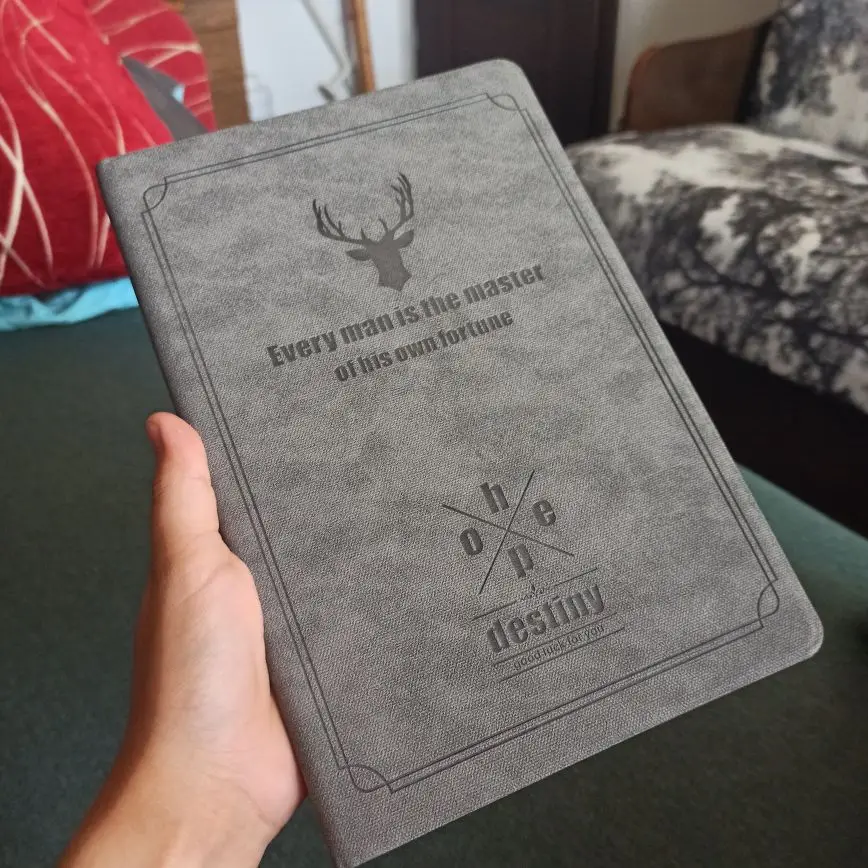 Every man is the master
of his own fortune
h
o e
p
destiny
good luck for you